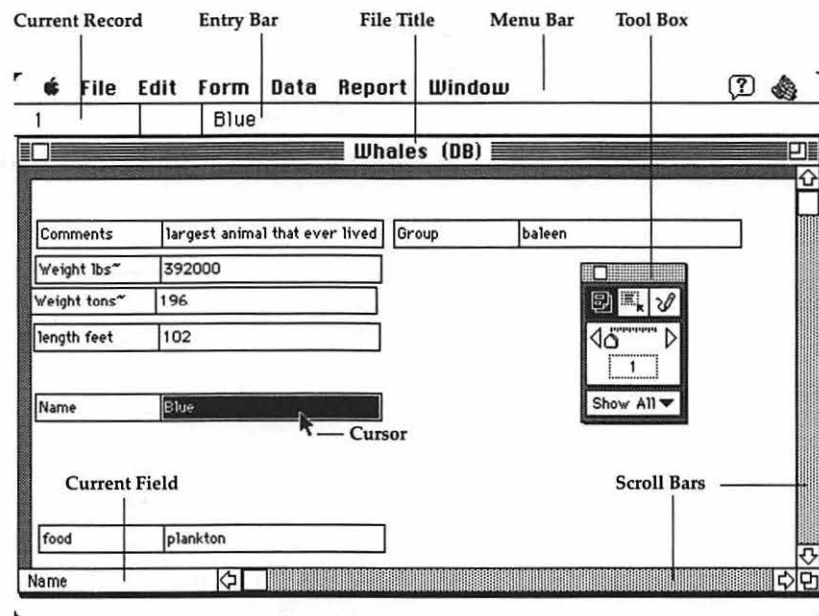 Current Record Entry Bar File Title Menu Bar Tool Box
File Edit Form Data Report Window ?
1 Blue
Whales (DB)
Comments largest animal that ever lived Group baleen
Weight lbs~ 392000
Weight tons~ 196
length feet 102
1
Show All
Name Blue
Cursor
Current Field Scroll Bars
food plankton
Name